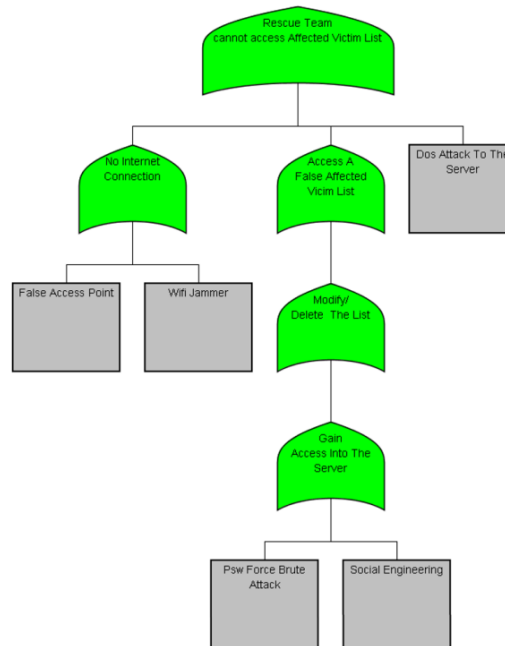 Rescue Team
cannot access Affected Victim List
No Internet
Connection
Access A
False Affected
Vicim List
Dos Attack To The
Server
False Access Point
Wifi Jammer
Modify/
Delete The List
Gain
Access Into The
Server
Psw Force Brute
Attack
Social Engineering